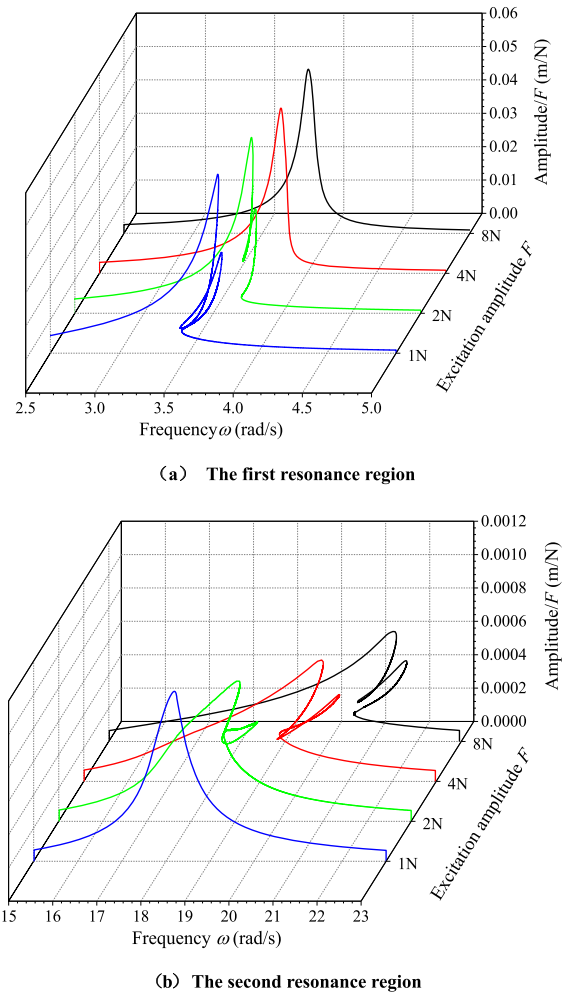 0.06
0.05
0.04
0.03
0.02
0.01
0.00
Amplitude/F (m/N)
8N
4N
2N
1N
Excitation amplitude F
2.5 3.0 3.5 4.0 4.5 5.0
Frequencyω (rad/s)
（a） The first resonance region
0.0012
0.0010
0.0008
0.0006
0.0004
0.0002
0.0000
Amplitude/F (m/N)
8N
4N
2N
1N
Excitation amplitude F
15 16 17 18 19 20 21 22 23
Frequency ω (rad/s)
（b）The second resonance region